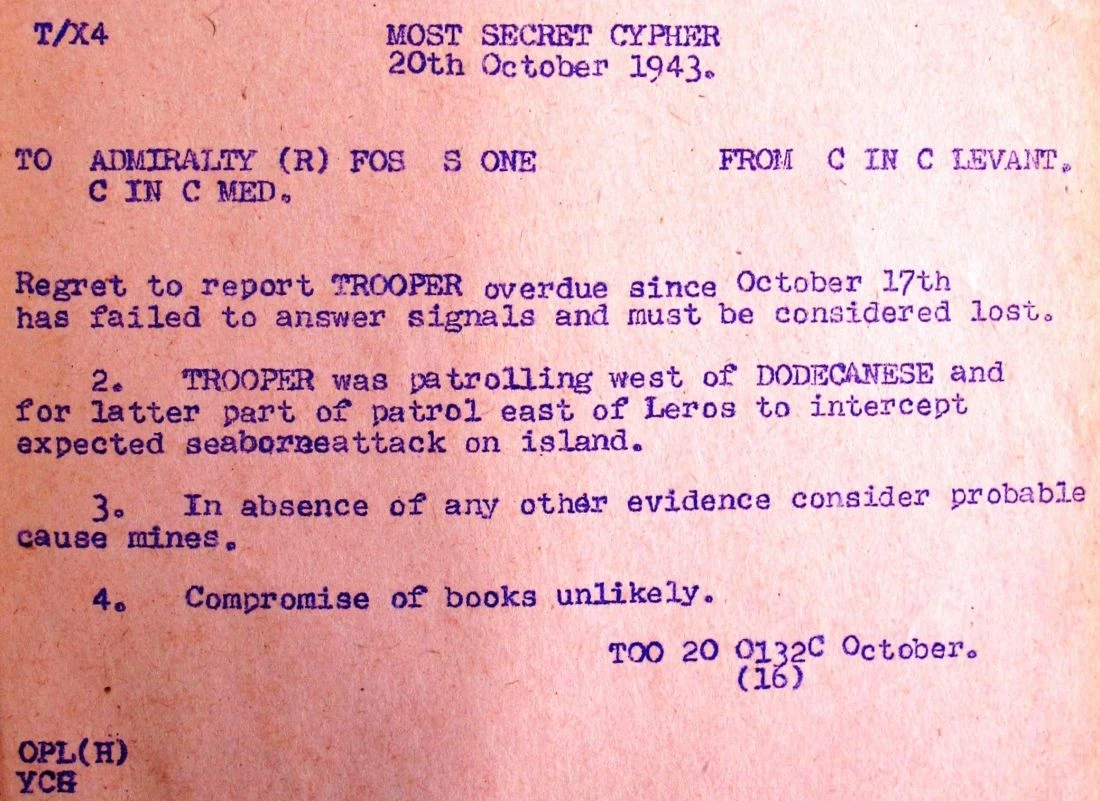 T/X4 MOST SECRET CYPHER
20th October 1943.
TO ADMIRALTY (R) FOS S ONE FROM C IN C LEVANT.
C IN C MED.
Regret to report TROOPER overdue since October 17th
has failed to answer signals and must be considered lost.
2. TROOPER was patrolling west of DODECANESE and
for latter part of patrol east of Leros to intercept
expected seaborneattack on island.
3. In absence of any other evidence consider probable
cause mines.
4. Compromise of books unlikely.
TOO 20 0132C October.
(16)
OPL(H)